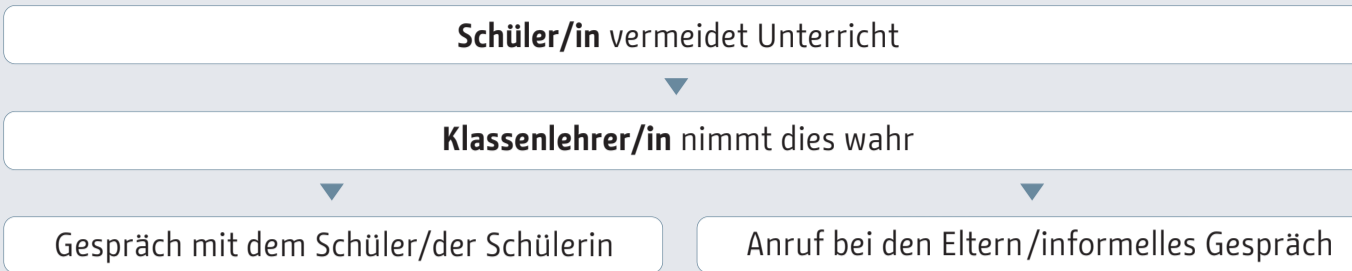 Schüler/in vermeidet Unterricht
Klassenlehrer/in nimmt dies wahr
Gespräch mit dem Schüler/der Schülerin
Anruf bei den Eltern/informelles Gespräch